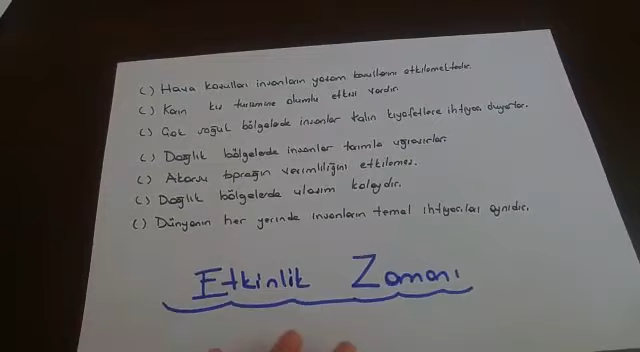 ( ) Hava koşulları insanların yaşam koşullarını etkilemektedir.
( ) Karın kış turizmine olumlu etkisi vardır.
( ) Çok soğuk bölgelerde insanlar kalın kıyafetlere ihtiyaç duyarlar.
( ) Dağlık bölgelerde insanlar tarımla uğraşırlar.
( ) Akarsu toprağın verimliliğini etkilemez.
( ) Dağlık bölgelerde ulaşım kolaydır.
( ) Dünyanın her yerinde insanların temel ihtiyaçları aynıdır.
Etkinlik Zamanı